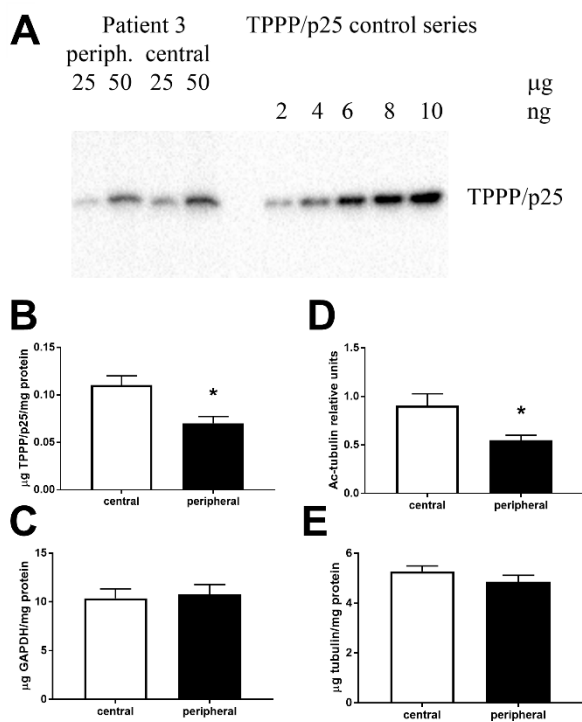 A
Patient 3
TPPP/p25 control series
periph. central
25 50 25 50
μg
2 4 6 8 10
ng
TPPP/p25
B
μg TPPP/p25/mg protein
0.15
0.10
0.05
0.00
*
central peripheral
D
Ac-tubulin relative units
1.5
1.0
0.5
0.0
*
central peripheral
C
μg GAPDH/mg protein
15
10
5
0
central peripheral
E
μg tubulin/mg protein
6
4
2
0
central peripheral